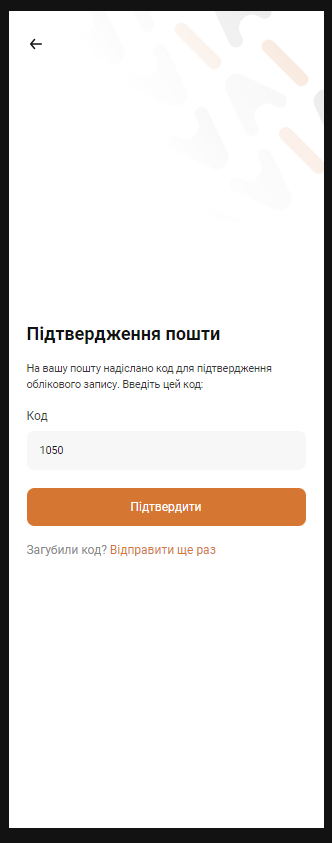 Підтвердження пошти
На вашу пошту надіслано код для підтвердження
облікового запису. Введіть цей код:
Код
1050
Підтвердити
Загубили код? Відправити ще раз